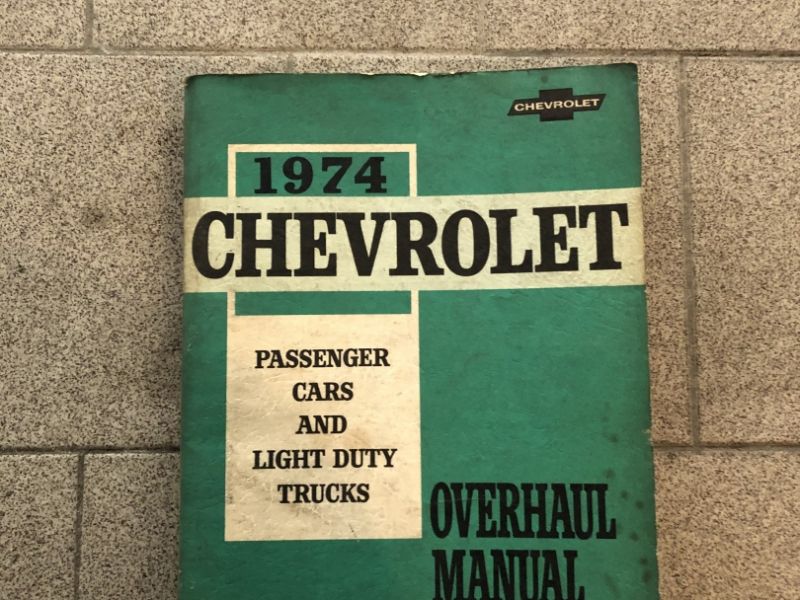 CHEVROLET
1974
CHEVROLET
PASSENGER
CARS
AND
LIGHT DUTY
TRUCKS
OVERHAUL
MANUAL